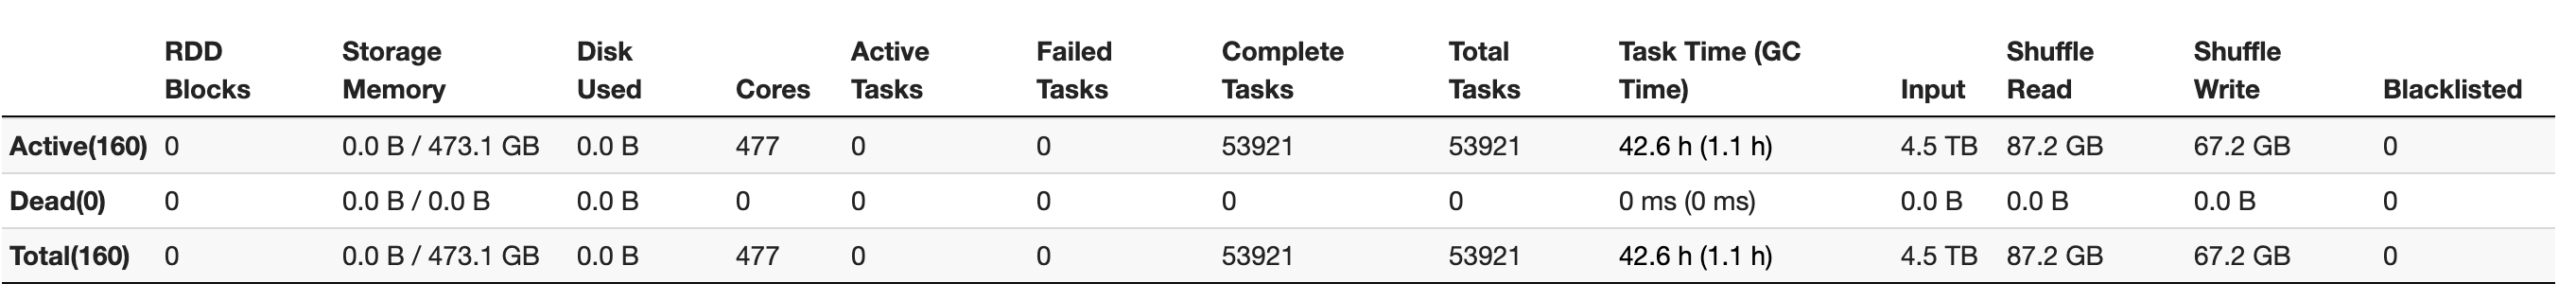 RDD Blocks Storage Memory Disk Used Cores Active Tasks Failed Tasks Complete Tasks Total Tasks Task Time (GC Time) Input Shuffle Read Shuffle Write Blacklisted
Active(160) 0 0.0 B / 473.1 GB 0.0 B 477 0 0 53921 53921 42.6 h (1.1 h) 4.5 TB 87.2 GB 67.2 GB 0
Dead(0) 0 0.0 B / 0.0 B 0.0 B 0 0 0 0 0 0 ms (0 ms) 0.0 B 0.0 B 0.0 B 0
Total(160) 0 0.0 B / 473.1 GB 0.0 B 477 0 0 53921 53921 42.6 h (1.1 h) 4.5 TB 87.2 GB 67.2 GB 0